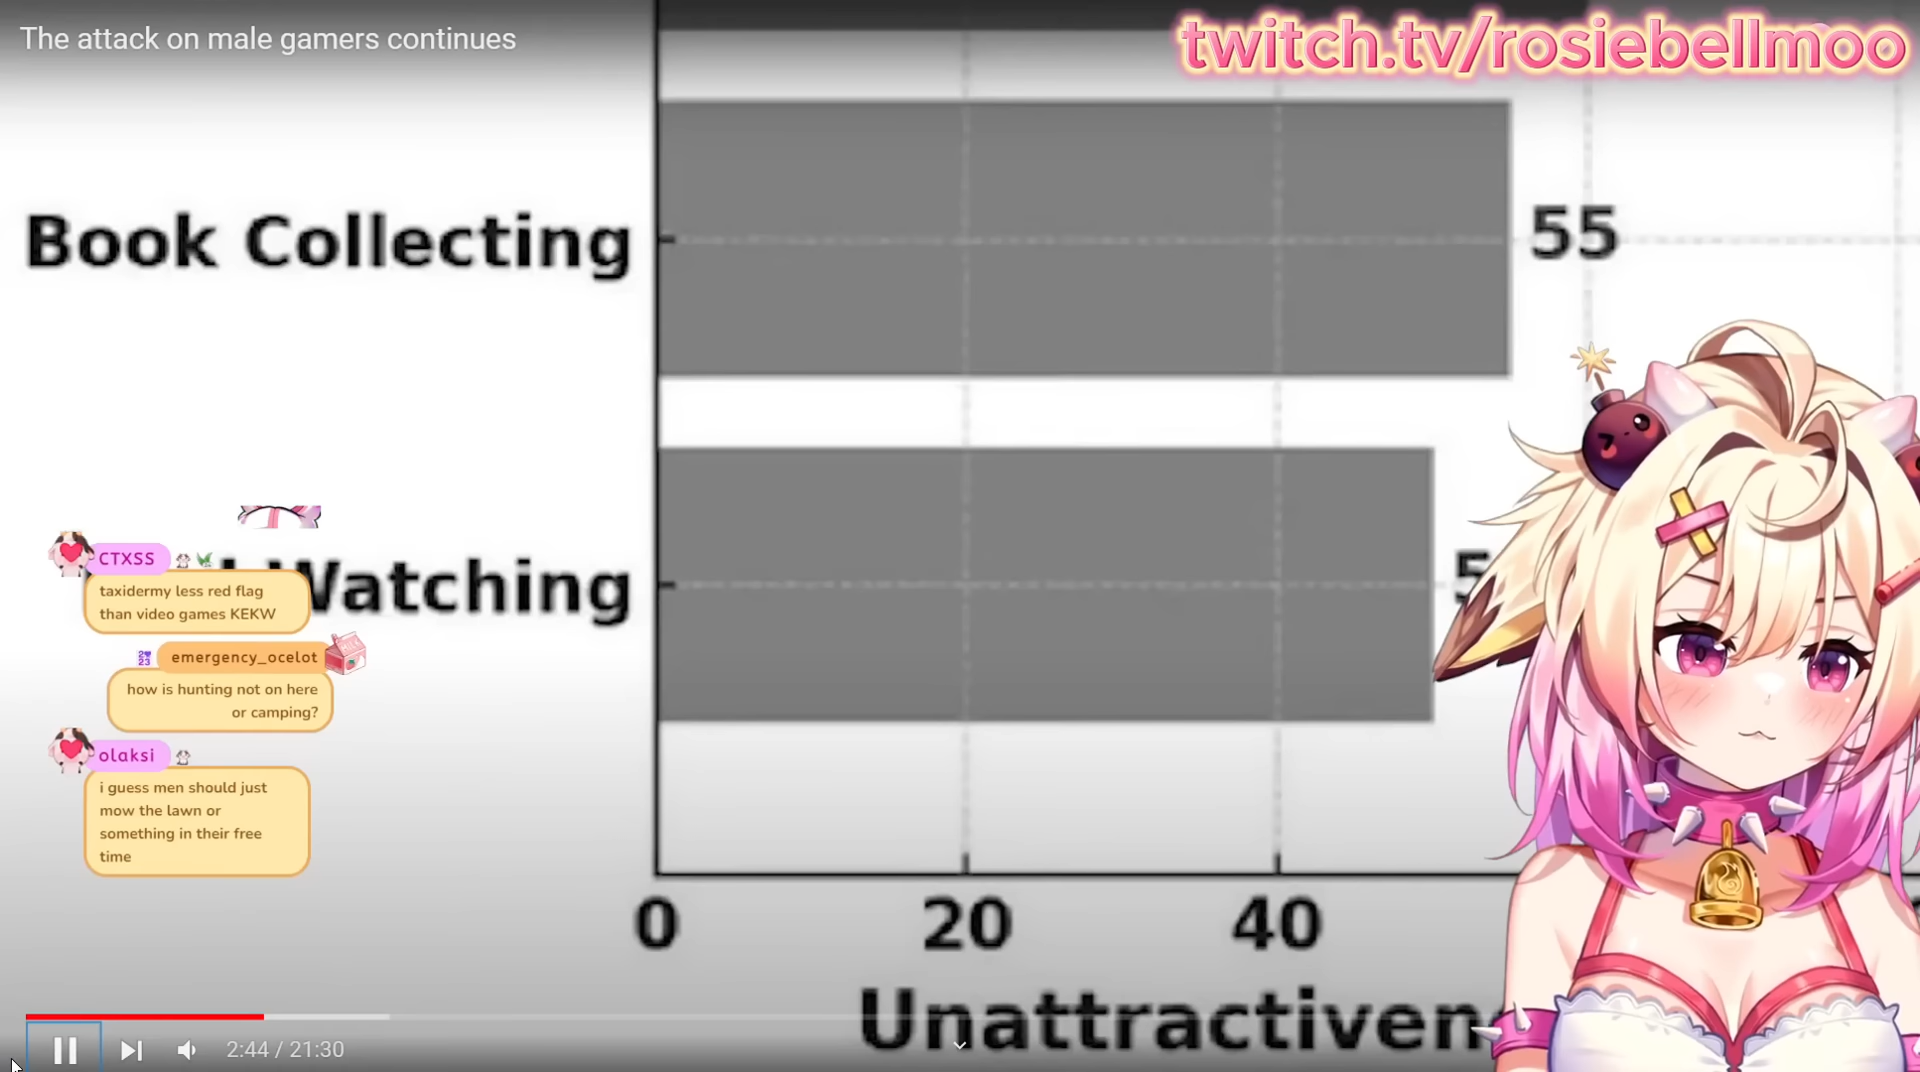 The attack on male gamers continues
twitch.tv/rosiebellmoo
Book Collecting
55
CTXSS
taxidermy less red flag
than video games KEKW
Watching
emergency_ocelot
how is hunting not on here
or camping?
olaksi
i guess men should just
mow the lawn or
something in their free
time
0
20
40
2:44 / 21:30